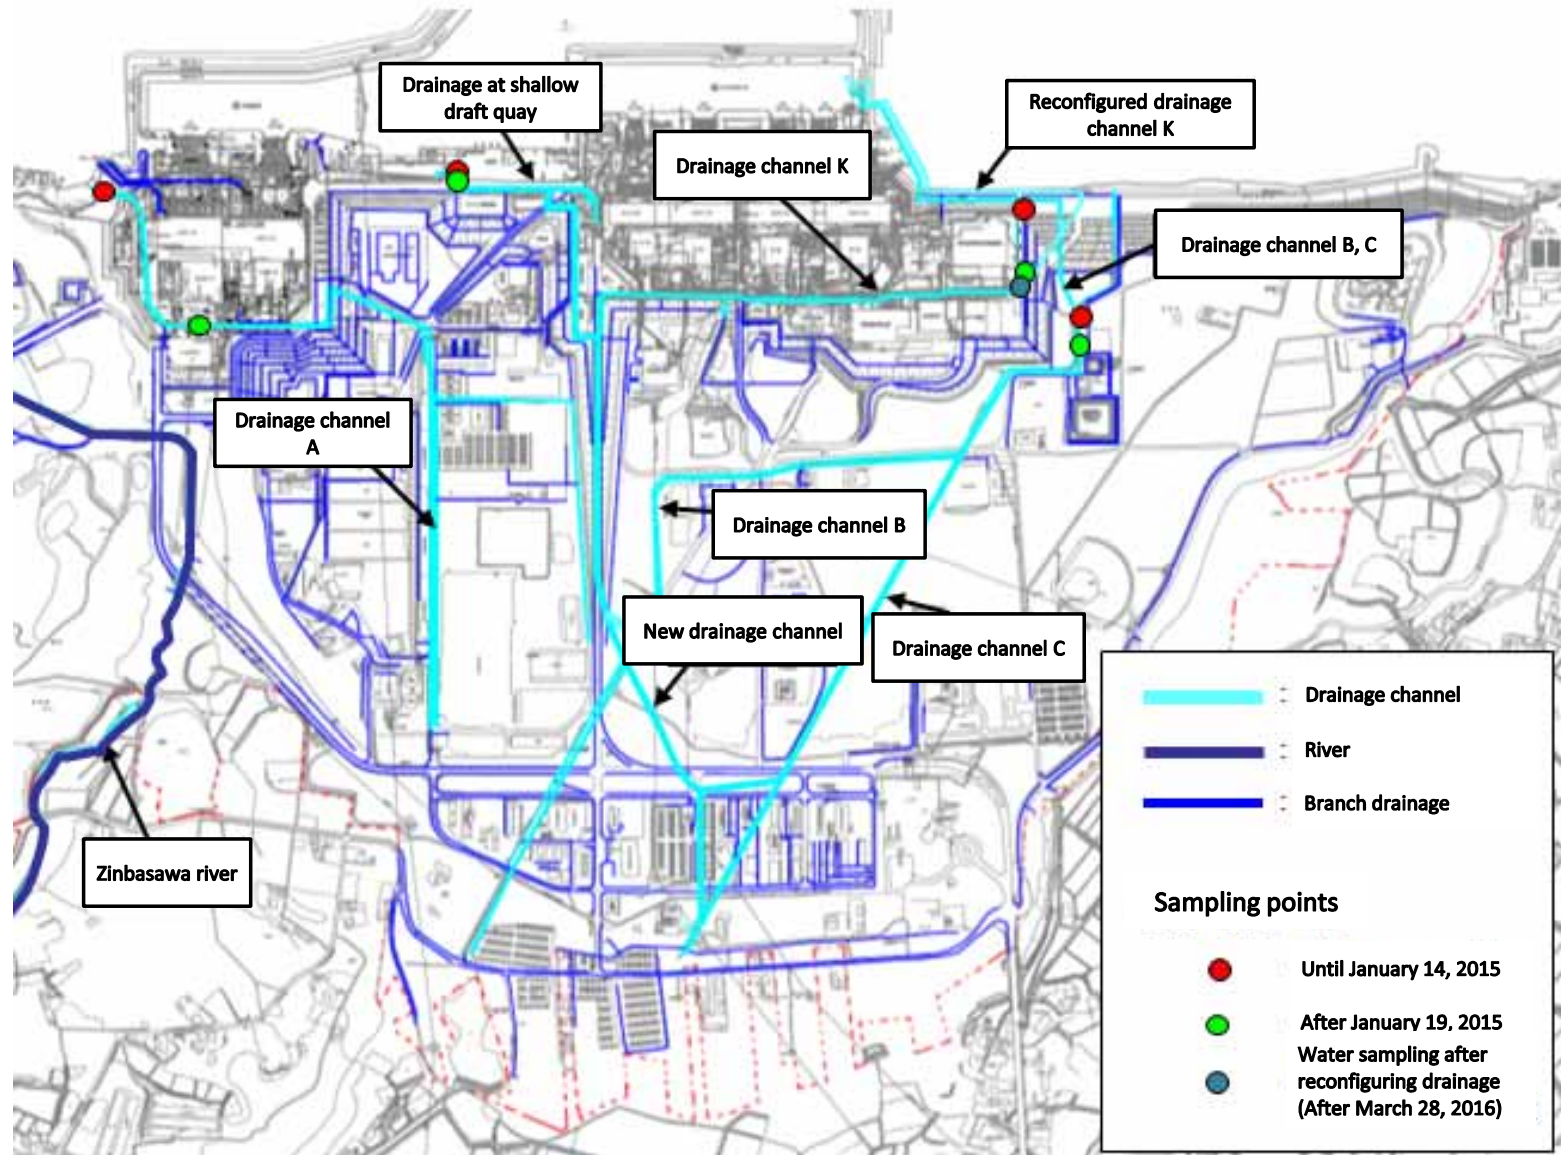 Drainage at shallow
draft quay
Reconfigured drainage
channel K
Drainage channel K
Drainage channel B, C
Drainage channel
A
Drainage channel B
New drainage channel
Drainage channel C
Zinbasawa river
Drainage channel
River
Branch drainage
Sampling points
Until January 14, 2015
After January 19, 2015
Water sampling after
reconfiguring drainage
(After March 28, 2016)